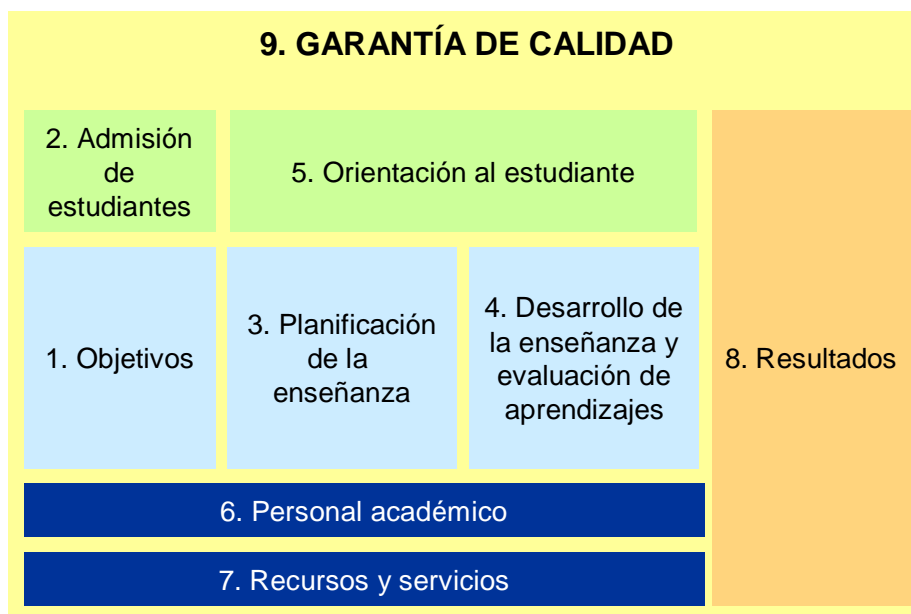 9. GARANTÍA DE CALIDAD
2. Admisión
de
estudiantes
5. Orientación al estudiante
1. Objetivos
3. Planificación
de la
enseñanza
4. Desarrollo de
la enseñanza y
evaluación de
aprendizajes
8. Resultados
6. Personal académico
7. Recursos y servicios